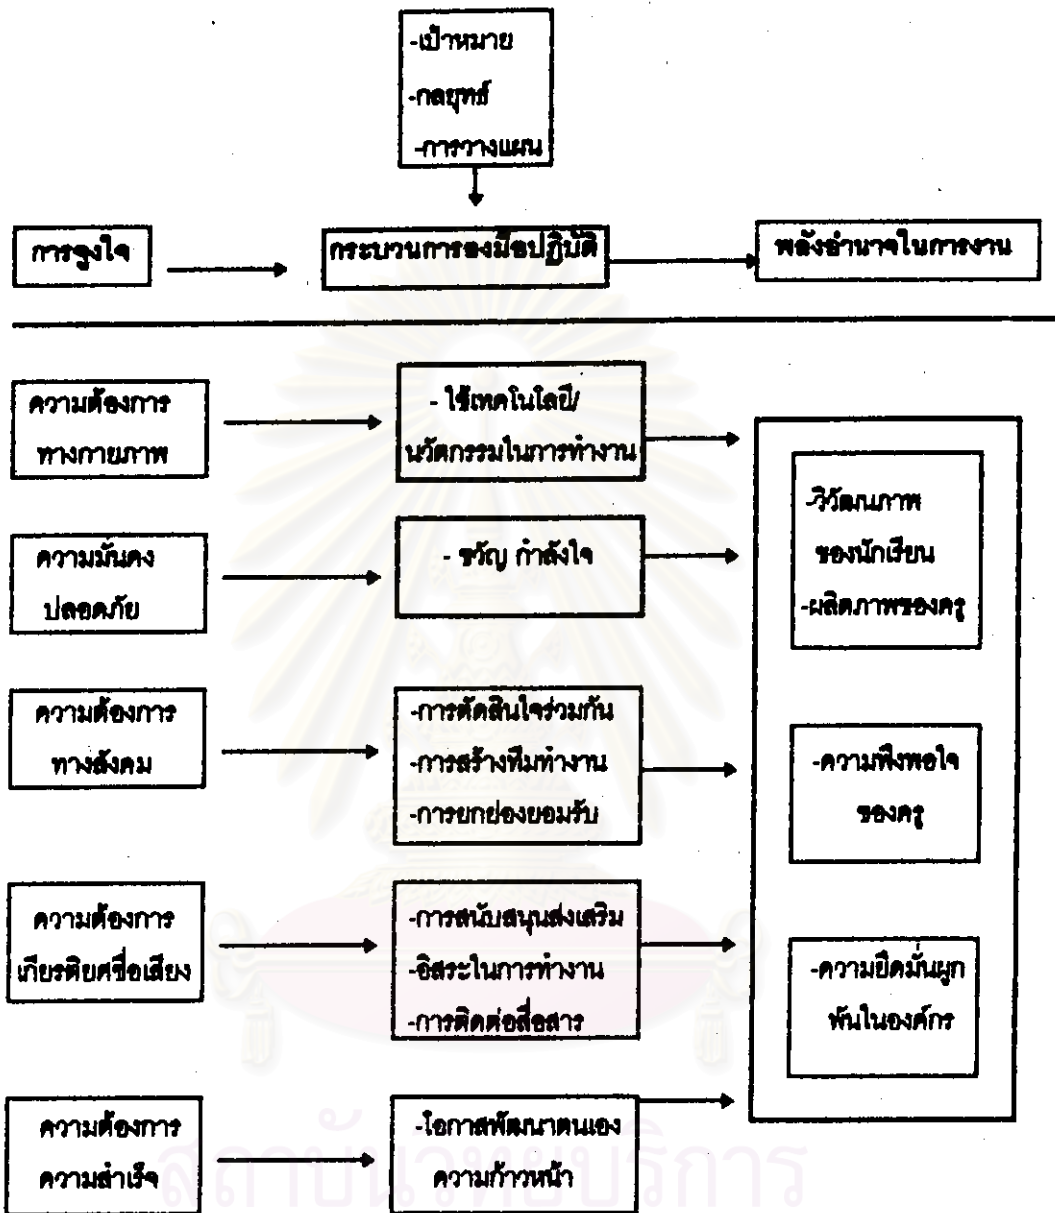 -เป้าหมาย
-กลยุทธ์
-การวางแผน
การจูงใจ
กระบวนการลงมือปฏิบัติ
พลังอำนาจในการงาน
ความต้องการ
ทางกายภาพ
- ใช้เทคโนโลยี/
นวัตกรรมในการทำงาน
ความมั่นคง
ปลอดภัย
- ขวัญ กำลังใจ
ความต้องการ
ทางสังคม
-การตัดสินใจร่วมกัน
-การสร้างทีมทำงาน
-การยกย่องยอมรับ
ความต้องการ
เกียรติยศชื่อเสียง
-การสนับสนุนส่งเสริม
-อิสระในการทำงาน
-การติดต่อสื่อสาร
ความต้องการ
ความสำเร็จ
-โอกาสพัฒนาตนเอง
ความก้าวหน้า
-วิวัฒนภาพ
ของนักเรียน
-ผลิตภาพของครู
-ความพึงพอใจ
ของครู
-ความยึดมั่นผูก
พันในองค์กร
สถาบันวิทยบริการ